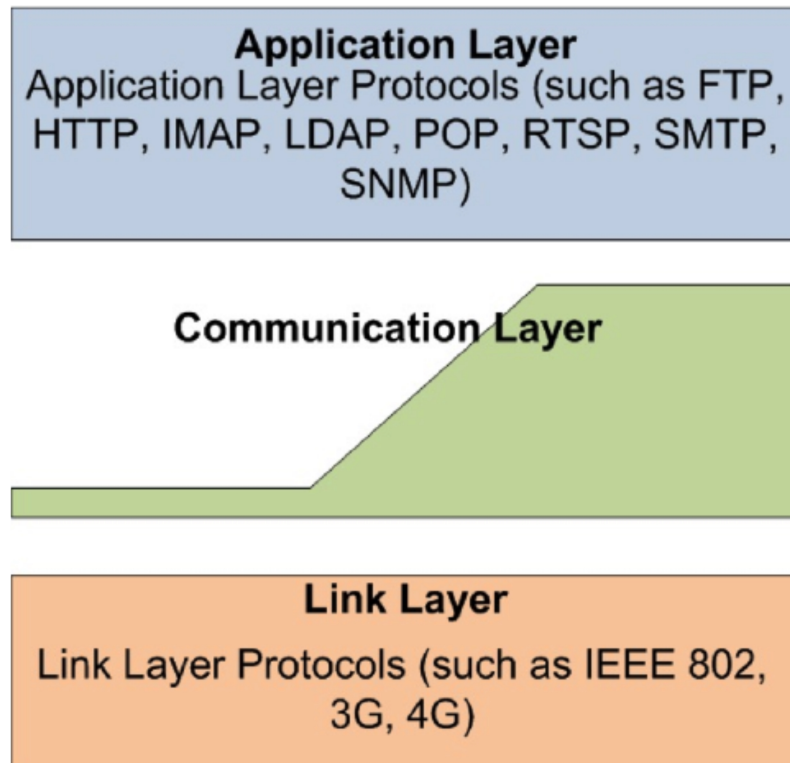 Application Layer
Application Layer Protocols (such as FTP,
HTTP, IMAP, LDAP, POP, RTSP, SMTP,
SNMP)
Communication Layer
Link Layer
Link Layer Protocols (such as IEEE 802,
3G, 4G)